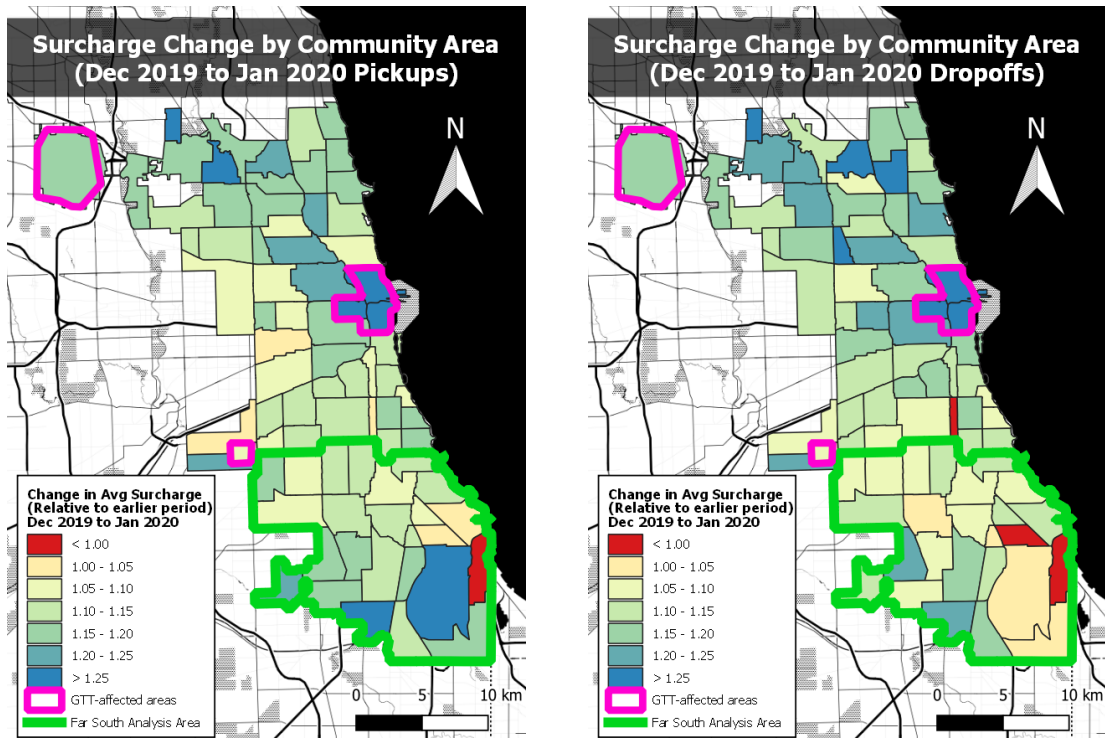 Surcharge Change by Community Area
(Dec 2019 to Jan 2020 Pickups)
N
Change in Avg Surcharge
(Relative to earlier period)
Dec 2019 to Jan 2020
< 1.00
1.00 - 1.05
1.05 - 1.10
1.10 - 1.15
1.15 - 1.20
1.20 - 1.25
> 1.25
GTT-affected areas
Far South Analysis Area
0 5 10 km
Surcharge Change by Community Area
(Dec 2019 to Jan 2020 Dropoffs)
N
Change in Avg Surcharge
(Relative to earlier period)
Dec 2019 to Jan 2020
< 1.00
1.00 - 1.05
1.05 - 1.10
1.10 - 1.15
1.15 - 1.20
1.20 - 1.25
> 1.25
GTT-affected areas
Far South Analysis Area
0 5 10 km